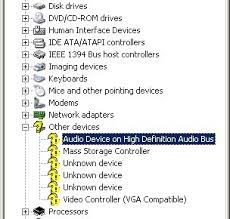 Disk drives
DVD/CD-ROM drives
Human Interface Devices
IDE ATA/ATAPI controllers
IEEE 1394 Bus host controllers
Imaging devices
Keyboards
Mice and other pointing devices
Modems
Network adapters
Other devices
Audio Device on High Definition Audio Bus
Mass Storage Controller
Unknown device
Unknown device
Unknown device
Video Controller (VGA Compatible)
Processors